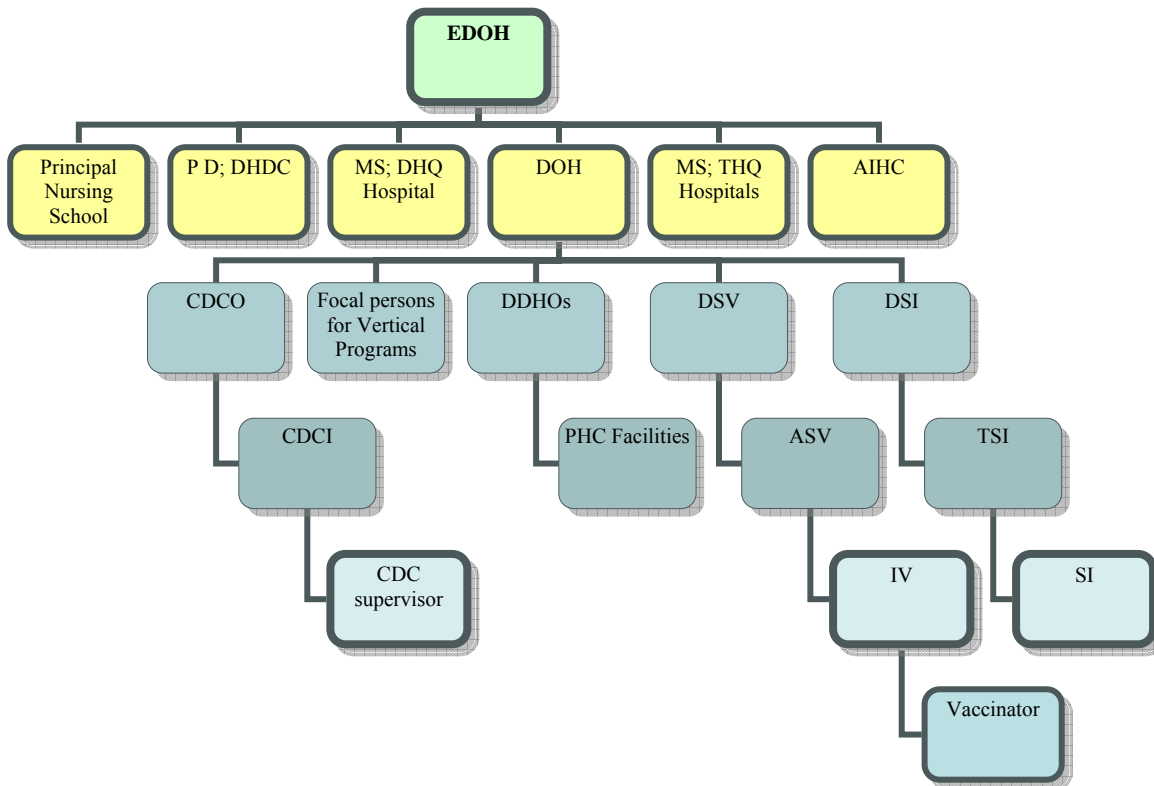 EDOH
Principal
Nursing
School
P D; DHDC
MS; DHQ
Hospital
DOH
MS; THQ
Hospitals
AIHC
CDCO
Focal persons
for Vertical
Programs
DDHOs
DSV
DSI
CDCI
PHC Facilities
ASV
TSI
CDC
supervisor
IV
SI
Vaccinator